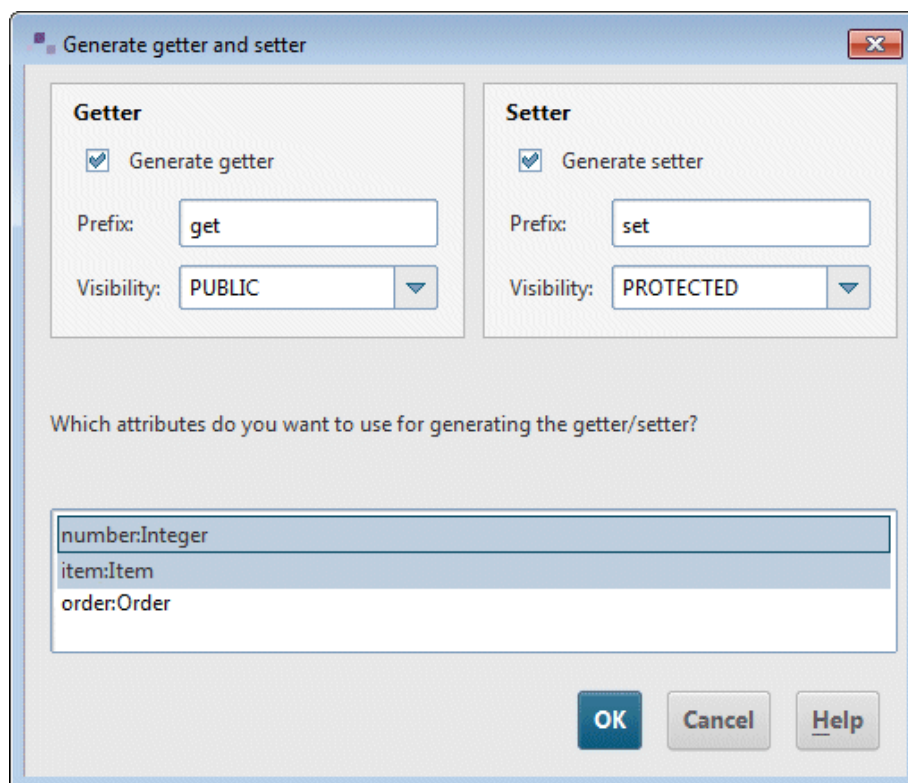 Generate getter and setter
Getter
Generate getter
Prefix: get
Visibility: PUBLIC
Setter
Generate setter
Prefix: set
Visibility: PROTECTED
Which attributes do you want to use for generating the getter/setter?
number:Integer
item:Item
order:Order
OK Cancel Help